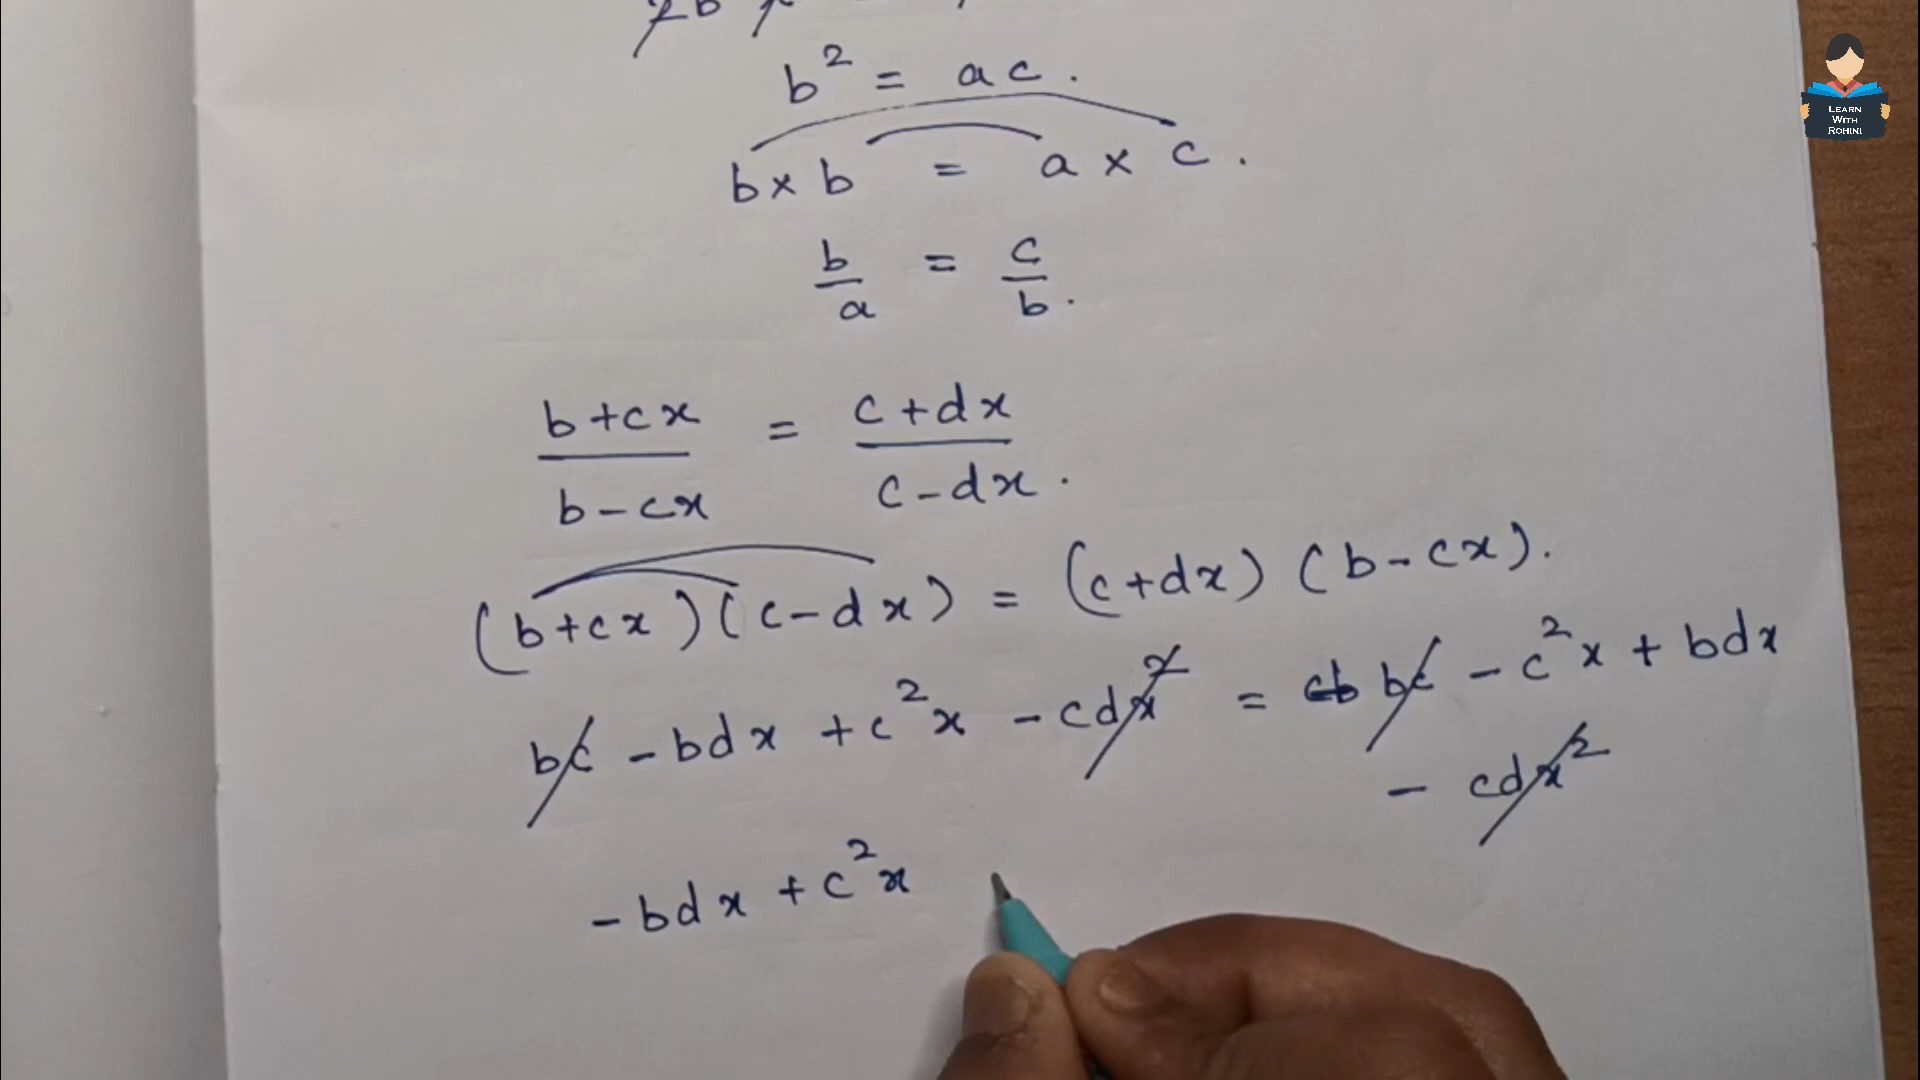 b² = ac.
b × b = a × c.
b/a = c/b.
(b+cx)/(b-cx) = (c+dx)/(c-dx).
(b+cx)(c-dx) = (c+dx)(b-cx).
bc - bdx + c²x - cdx² = cb bc - c²x + bdx
- cdx²
- bdx + c²x
LEARN
WITH
ROHINI